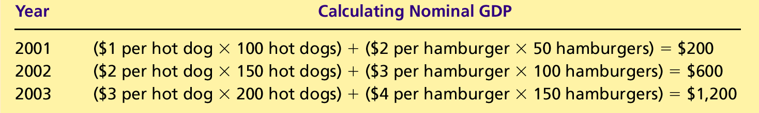 Year Calculating Nominal GDP
2001 ($1 per hot dog × 100 hot dogs) + ($2 per hamburger × 50 hamburgers) = $200
2002 ($2 per hot dog × 150 hot dogs) + ($3 per hamburger × 100 hamburgers) = $600
2003 ($3 per hot dog × 200 hot dogs) + ($4 per hamburger × 150 hamburgers) = $1,200